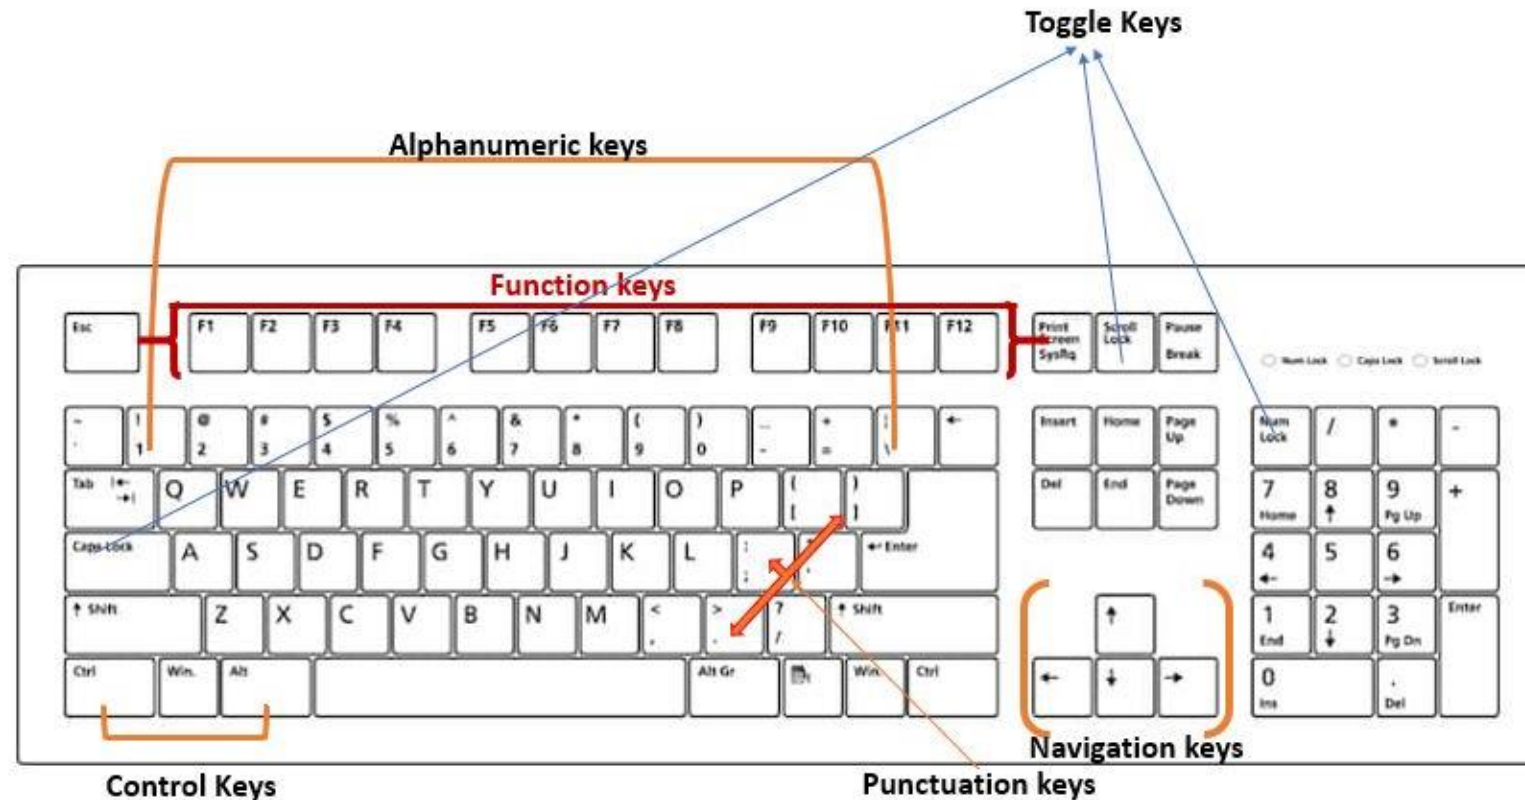 Toggle Keys
Alphanumeric keys
Function keys
Esc F1 F2 F3 F4 F5 F6 F7 F8 F9 F10 F11 F12 Print Screen SysRq Scroll Lock Pause Break
Num Lock Caps Lock Scroll Lock
~ ! @ # $ % ^ & * ( ) _ + | ←
` 1 2 3 4 5 6 7 8 9 0 - = \
Insert Home Page Up Num Lock / * -
Tab Q W E R T Y U I O P ( [ ) ]
Del End Page Down 7 Home 8 ↑ 9 Pg Up +
Caps Lock A S D F G H J K L : ; ' ← Enter
4 ← 5 6 →
↑ Shift Z X C V B N M < , > . ? / ↑ Shift
↑ 1 End 2 ↓ 3 Pg Dn Enter
Ctrl Win. Alt Alt Gr Win. Ctrl
← ↓ → 0 Ins . Del
Navigation keys
Control Keys
Punctuation keys